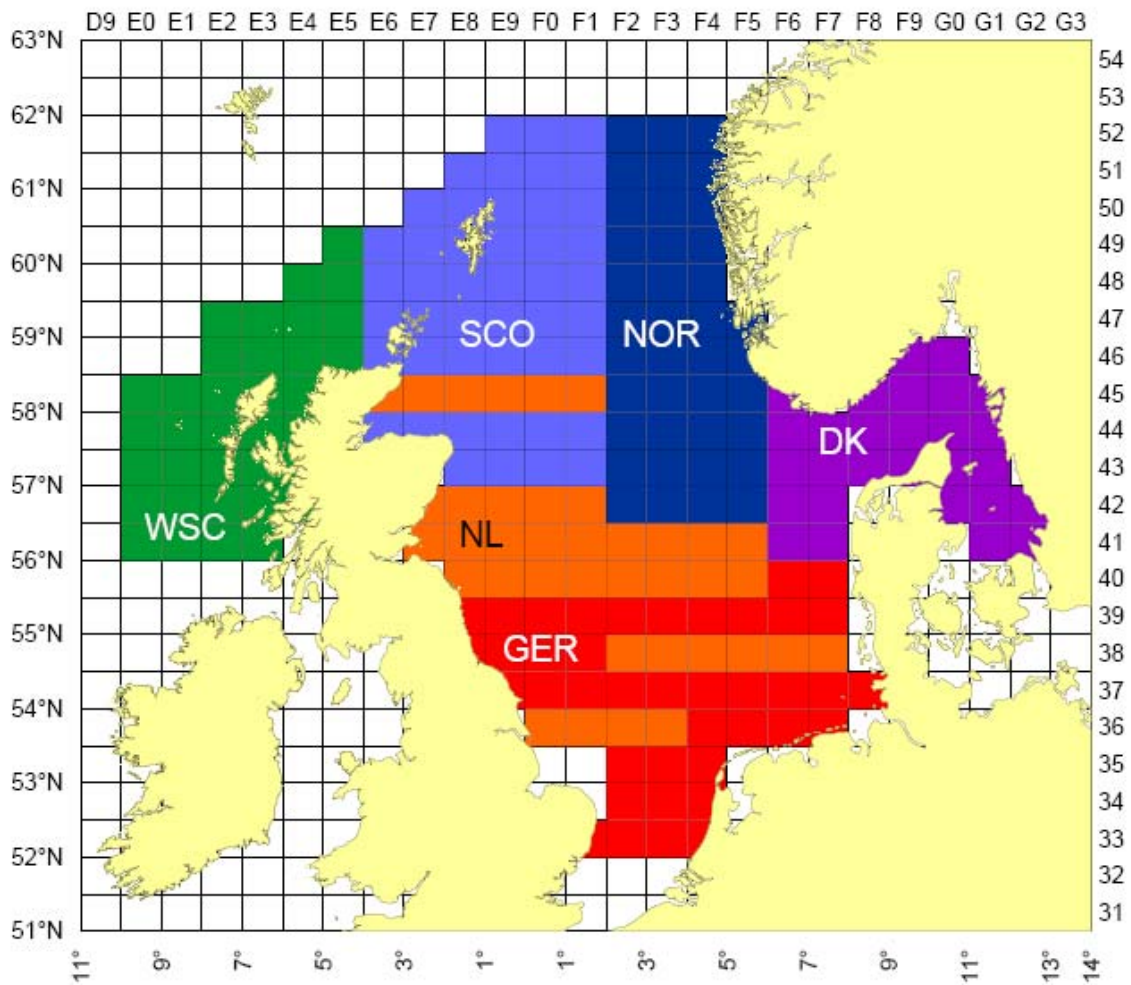 D9 E0 E1 E2 E3 E4 E5 E6 E7 E8 E9 F0 F1 F2 F3 F4 F5 F6 F7 F8 F9 G0 G1 G2 G3
63°N
54
53
62°N
52
51
61°N
50
49
60°N
48
47
59°N
SCO NOR
46
45
58°N
DK
44
43
57°N
WSC NL
42
41
56°N
40
39
55°N
GER
38
37
54°N
36
35
53°N
34
33
52°N
32
31
51°N
11° 9° 7° 5° 3° 1° 1° 3° 5° 7° 9° 11° 13° 14°